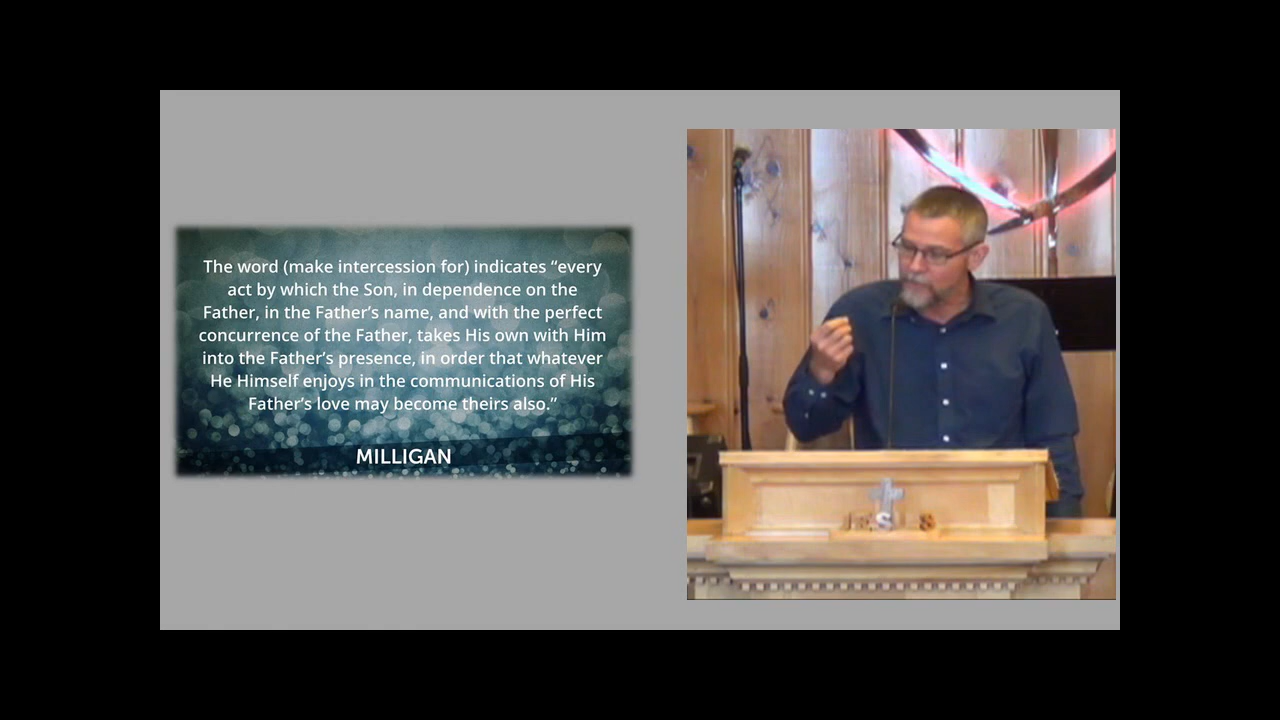 The word (make intercession for) indicates “every
act by which the Son, in dependence on the
Father, in the Father’s name, and with the perfect
concurrence of the Father, takes His own with Him
into the Father’s presence, in order that whatever
He Himself enjoys in the communications of His
Father’s love may become theirs also.”
MILLIGAN